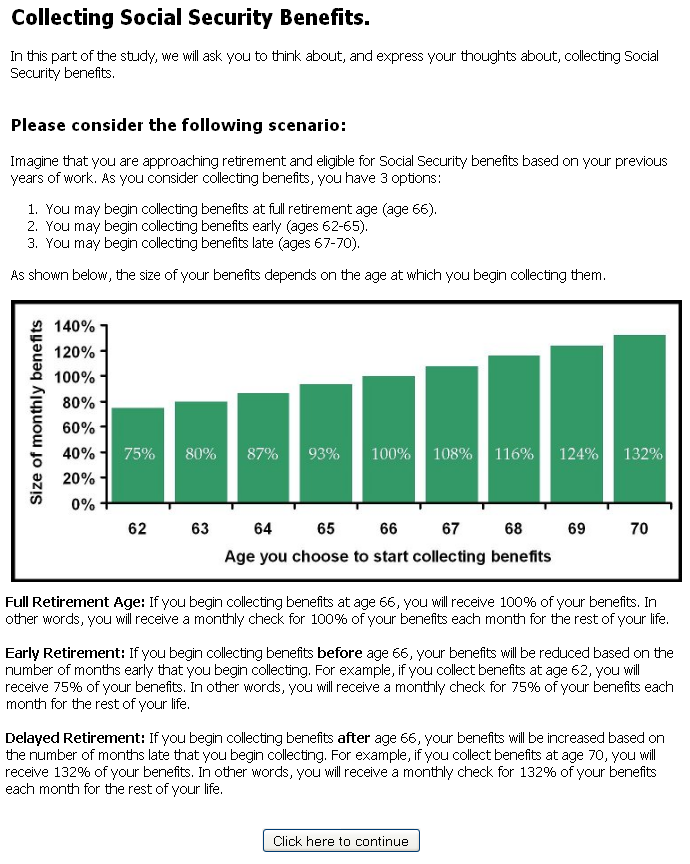 Collecting Social Security Benefits.
In this part of the study, we will ask you to think about, and express your thoughts about, collecting Social
Security benefits.
Please consider the following scenario:
Imagine that you are approaching retirement and eligible for Social Security benefits based on your previous
years of work. As you consider collecting benefits, you have 3 options:
1. You may begin collecting benefits at full retirement age (age 66).
2. You may begin collecting benefits early (ages 62-65).
3. You may begin collecting benefits late (ages 67-70).
As shown below, the size of your benefits depends on the age at which you begin collecting them.
Size of monthly benefits
140%
120%
100%
80%
60%
40%
20%
0%
75% 80% 87% 93% 100% 108% 116% 124% 132%
62 63 64 65 66 67 68 69 70
Age you choose to start collecting benefits
Full Retirement Age: If you begin collecting benefits at age 66, you will receive 100% of your benefits. In
other words, you will receive a monthly check for 100% of your benefits each month for the rest of your life.
Early Retirement: If you begin collecting benefits before age 66, your benefits will be reduced based on the
number of months early that you begin collecting. For example, if you collect benefits at age 62, you will
receive 75% of your benefits. In other words, you will receive a monthly check for 75% of your benefits each
month for the rest of your life.
Delayed Retirement: If you begin collecting benefits after age 66, your benefits will be increased based on
the number of months late that you begin collecting. For example, if you collect benefits at age 70, you will
receive 132% of your benefits. In other words, you will receive a monthly check for 132% of your benefits
each month for the rest of your life.
Click here to continue